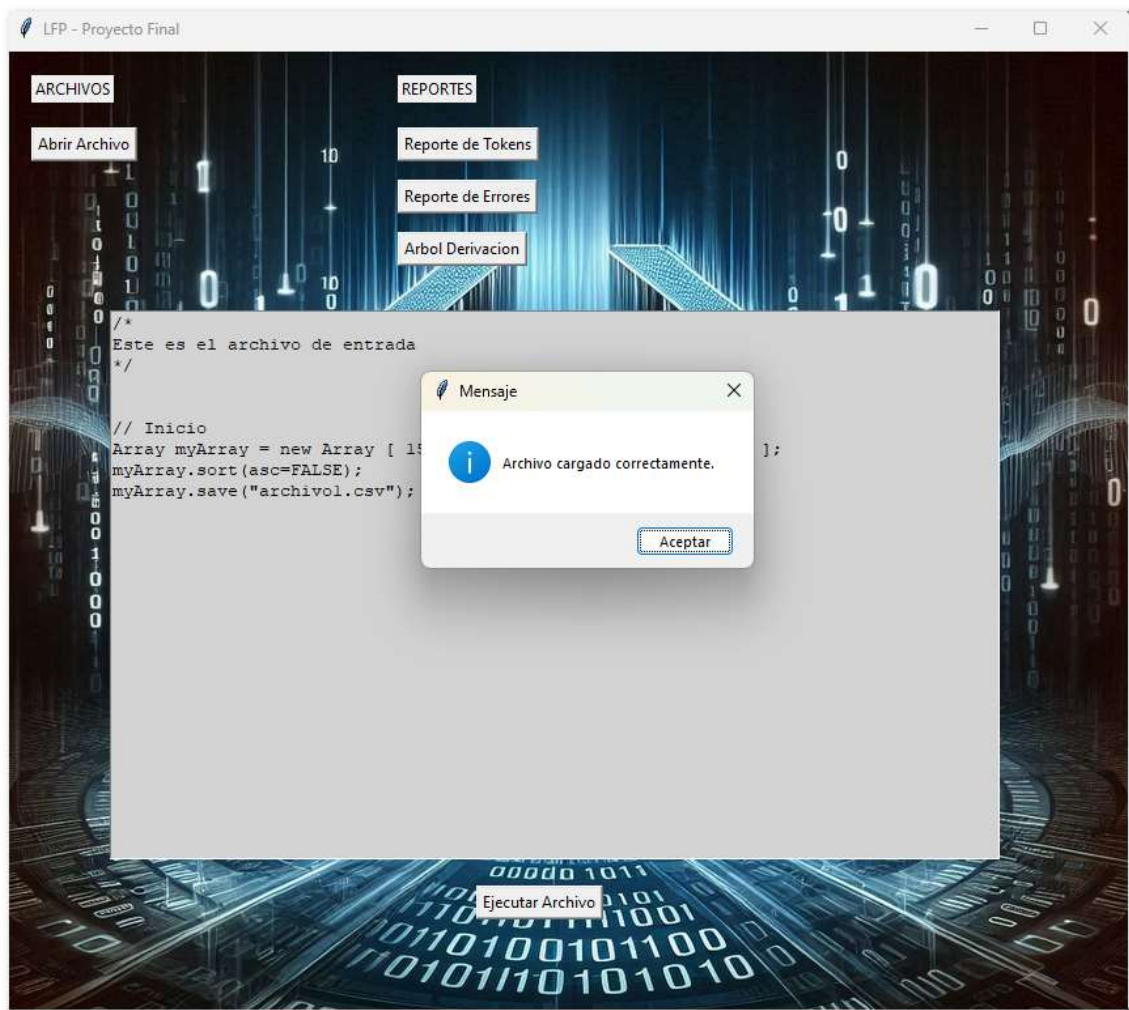 LFP - Proyecto Final
ARCHIVOS
REPORTES
Abrir Archivo
Reporte de Tokens
Reporte de Errores
Arbol Derivacion
/*
Este es el archivo de entrada
*/
// Inicio
Array myArray = new Array [ 15 ];
myArray.sort(asc=FALSE);
myArray.save("archivo1.csv");
Mensaje
Archivo cargado correctamente.
Aceptar
Ejecutar Archivo